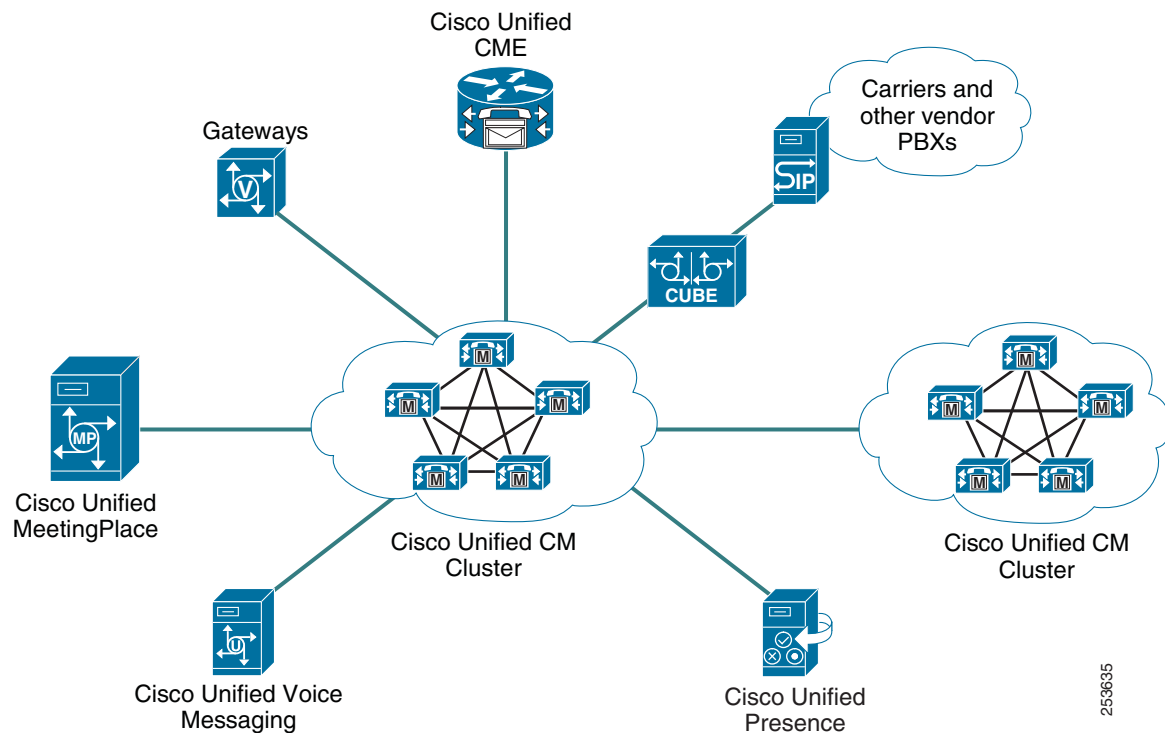 Cisco Unified
CME
Carriers and
other vendor
PBXs
Gateways
V
SIP
CUBE
M
M
M
M
M
M
M
M
M
M
MP
Cisco Unified
MeetingPlace
Cisco Unified CM
Cluster
Cisco Unified CM
Cluster
U
Cisco Unified Voice
Messaging
Cisco Unified
Presence
253635